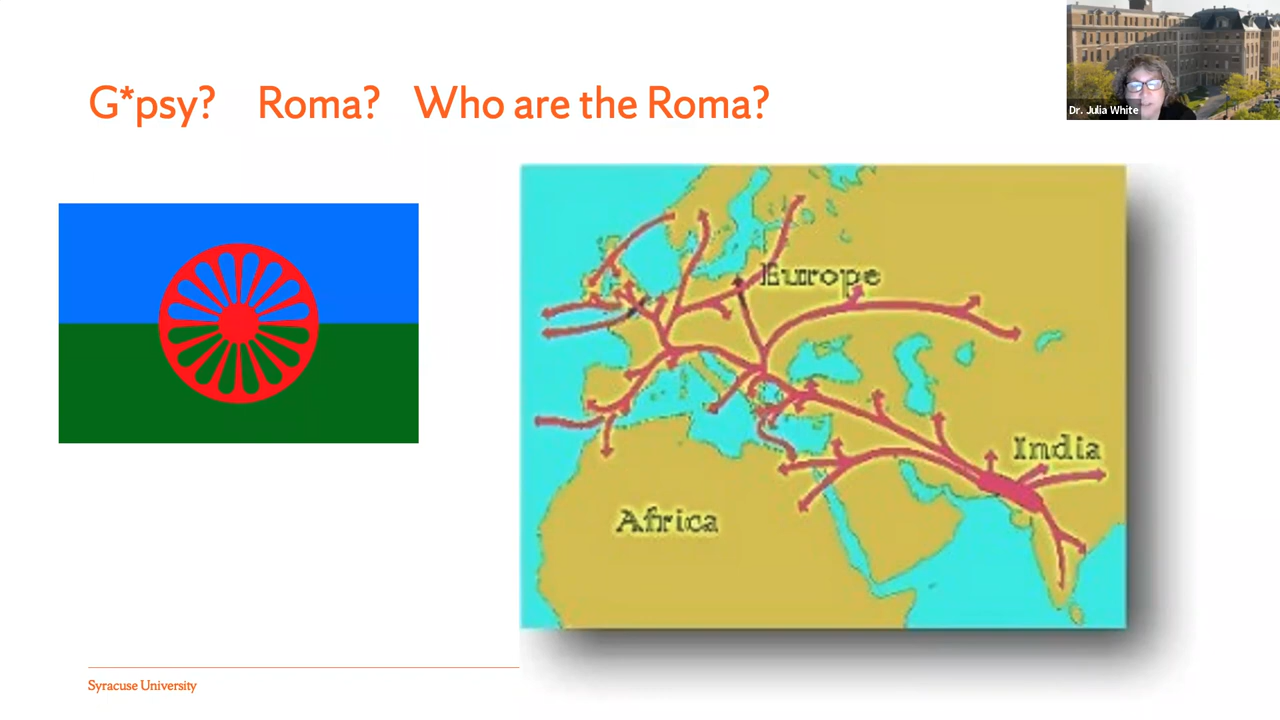 G*psy? Roma? Who are the Roma?
Dr. Julia White
Europe
India
Africa
Syracuse University